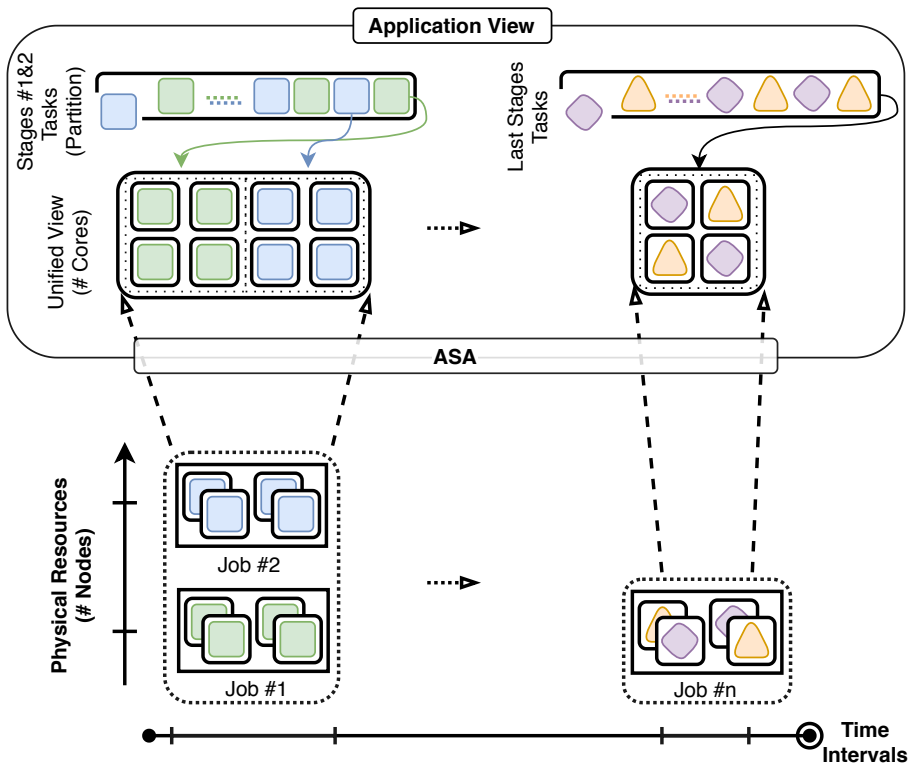 Application View
Stages #1&2
Tasks
(Partition)
Last Stages
Tasks
Unified View
(# Cores)
ASA
Physical Resources
(# Nodes)
Job #2
Job #1
Job #n
Time
Intervals